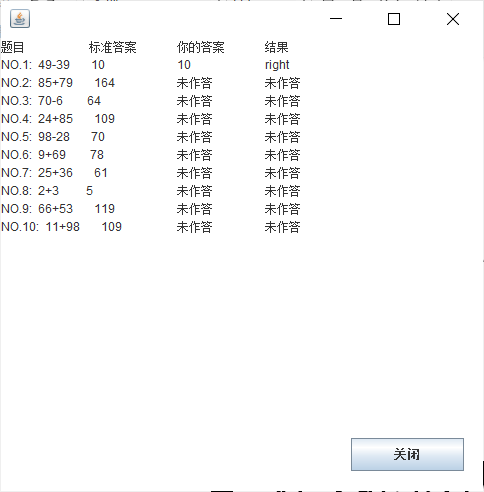 题目 标准答案 你的答案 结果
NO.1: 49-39 10 10 right
NO.2: 85+79 164 未作答 未作答
NO.3: 70-6 64 未作答 未作答
NO.4: 24+85 109 未作答 未作答
NO.5: 98-28 70 未作答 未作答
NO.6: 9+69 78 未作答 未作答
NO.7: 25+36 61 未作答 未作答
NO.8: 2+3 5 未作答 未作答
NO.9: 66+53 119 未作答 未作答
NO.10: 11+98 109 未作答 未作答
关闭